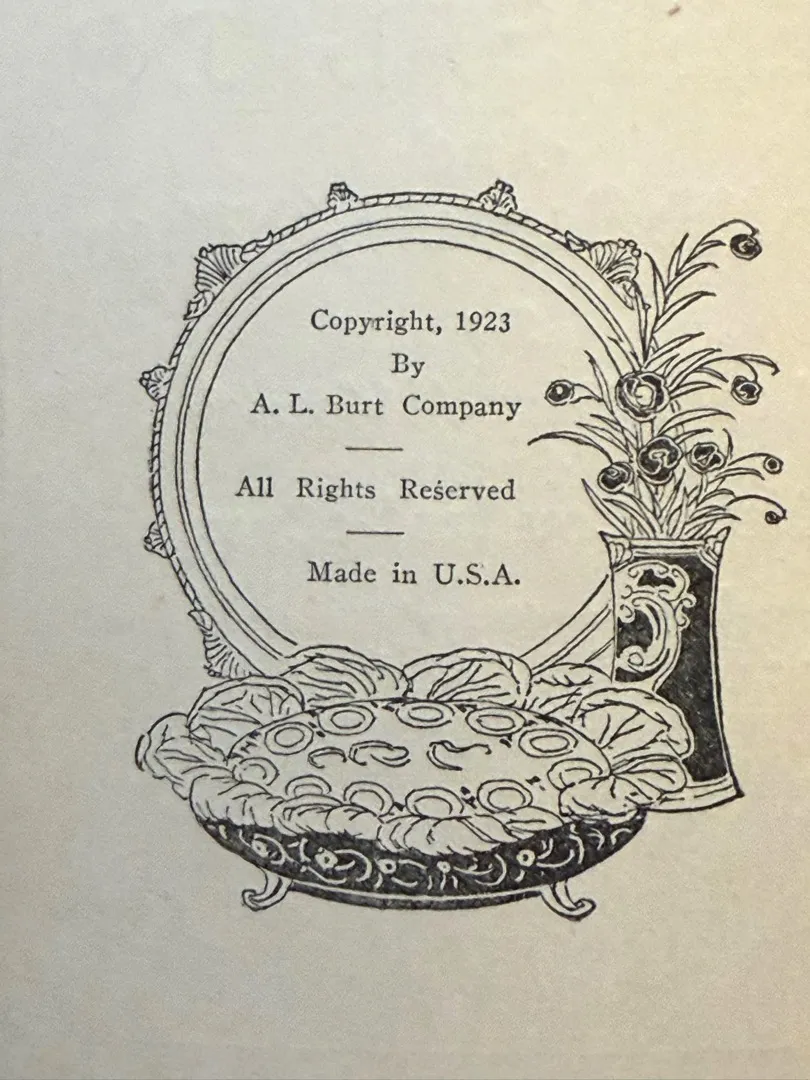 Copyright, 1923
By
A. L. Burt Company
All Rights Reserved
Made in U.S.A.